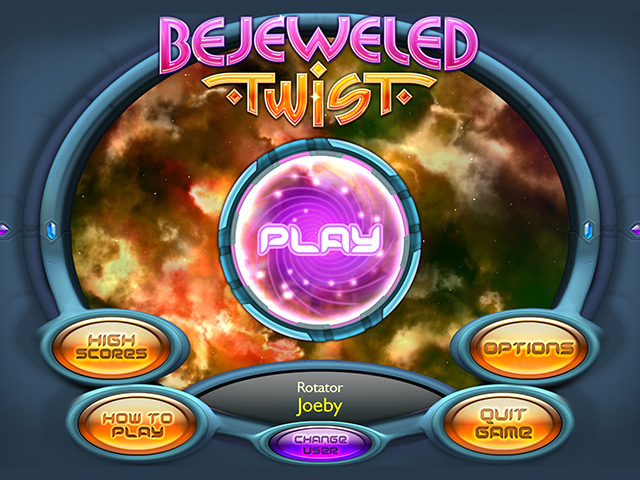 BEJEWELED
TWIST
PLAY
HIGH
SCORES
OPTIONS
Rotator
Joeby
HOW TO
PLAY
CHANGE
USER
QUIT
GAME